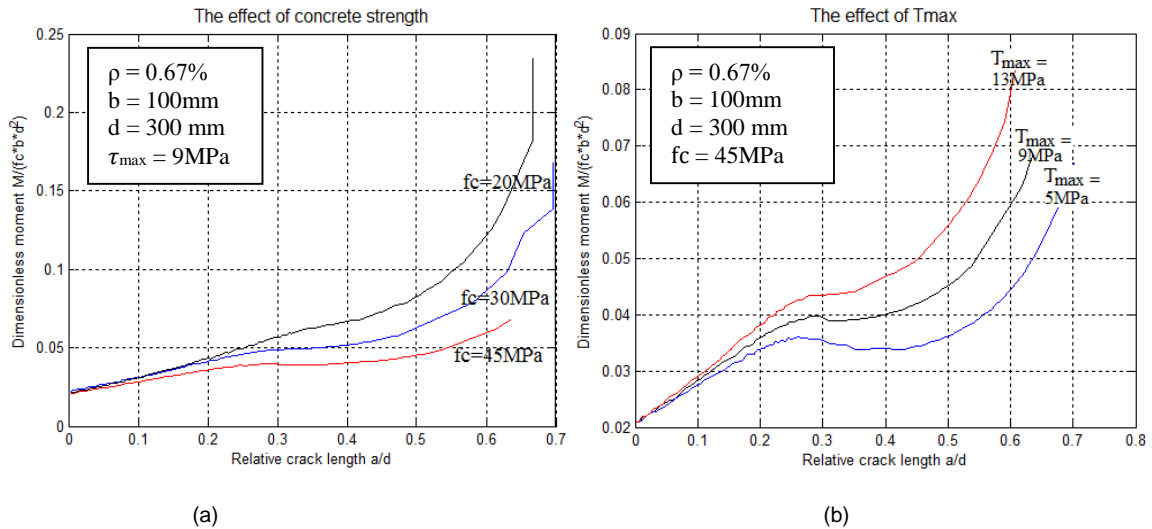 The effect of concrete strength
0.25
0.2
0.15
0.1
0.05
0
Dimensionless moment M/(fc*b*d²)
ρ = 0.67%
b = 100mm
d = 300 mm
τmax = 9MPa
fc=20MPa
fc=30MPa
fc=45MPa
0 0.1 0.2 0.3 0.4 0.5 0.6 0.7
Relative crack length a/d
(a)
The effect of Tmax
0.09
0.08
0.07
0.06
0.05
0.04
0.03
0.02
Dimensionless moment M/(fc*b*d²)
ρ = 0.67%
b = 100mm
d = 300 mm
fc = 45MPa
Tmax =
13MPa
Tmax =
9MPa
Tmax =
5MPa
0 0.1 0.2 0.3 0.4 0.5 0.6 0.7 0.8
Relative crack length a/d
(b)